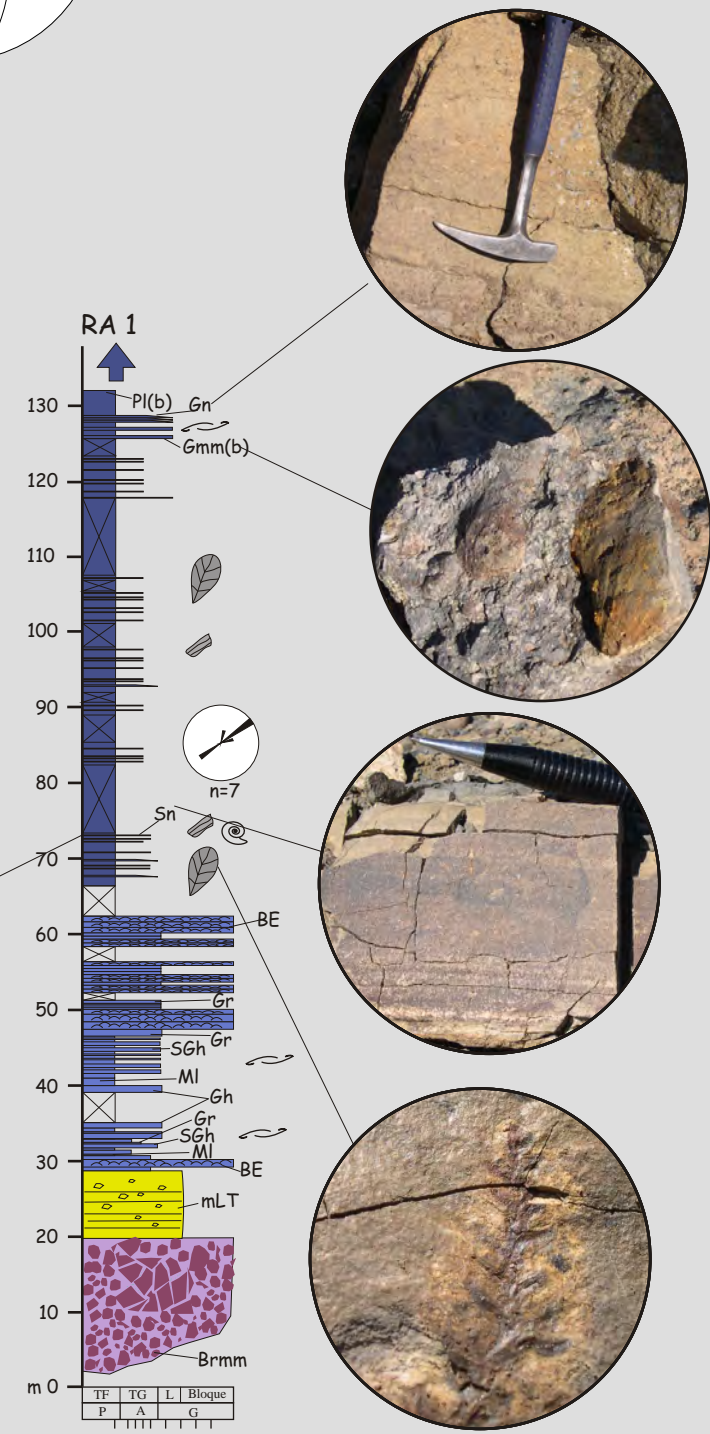 RA 1
Pl(b)
Gn
130
Gmm(b)
120
110
100
90
n=7
80
Sn
70
BE
60
50
Gr
Gr
SGh
Ml
40
Gh
Gr
SGh
Ml
30
BE
mLT
20
10
Brmm
m 0
TF TG L Bloque
P A G